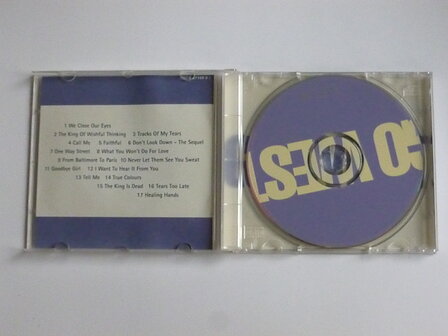 1 We Close Our Eyes
2 The King Of Wishful Thinking 3 Tracks Of My Tears
4 Call Me 5 Faithful 6 Don't Look Down - The Sequel
7 One Way Street 8 What You Won't Do For Love
9 From Baltimore To Paris 10 Never Let Them See You Sweat
11 Goodbye Girl 12 I Want To Hear It From You
13 Tell Me 14 True Colours
15 The King Is Dead 16 Tears Too Late
17 Healing Hands
GO WEST